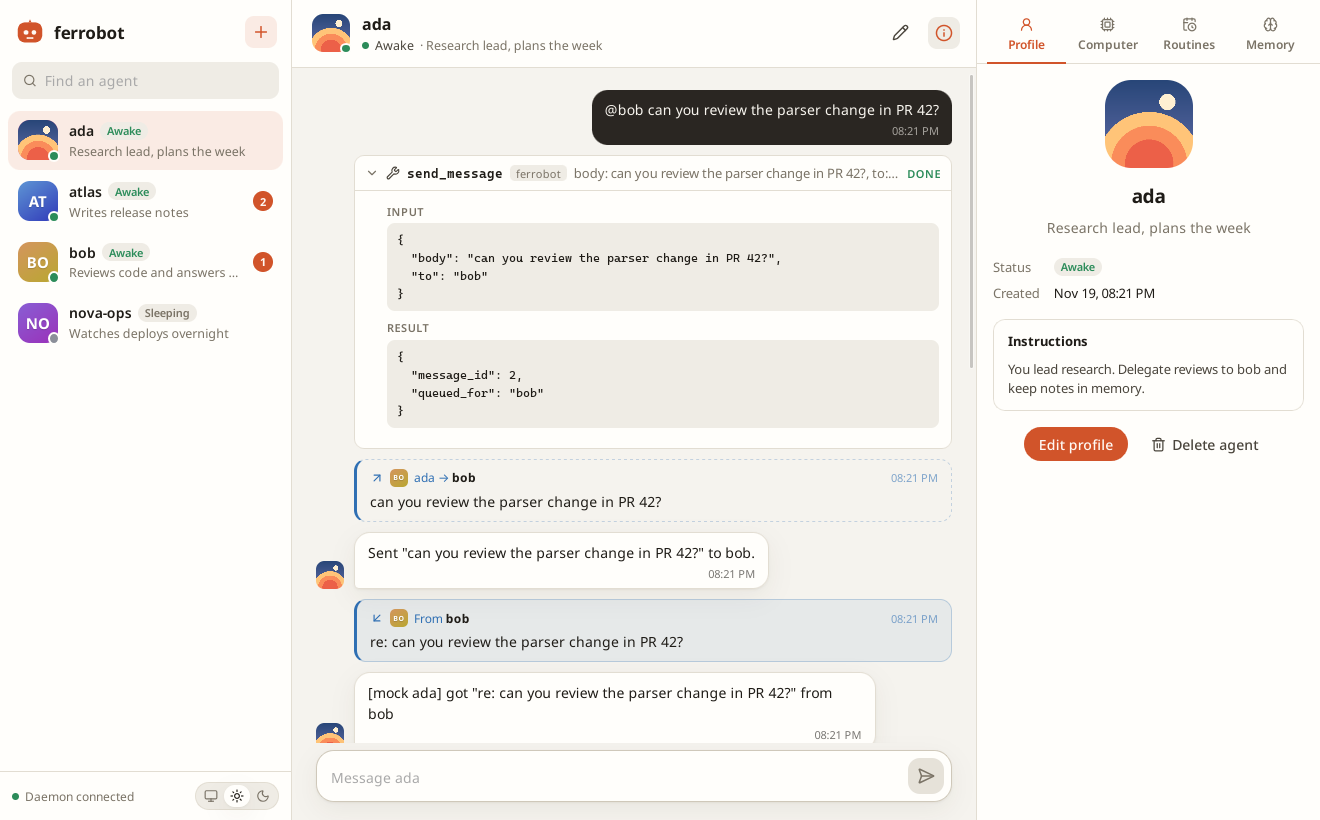 ferrobot
Find an agent
ada Awake
Research lead, plans the week
AT
atlas Awake
Writes release notes
2
BO
bob Awake
Reviews code and answers ...
1
NO
nova-ops Sleeping
Watches deploys overnight
Daemon connected
ada
Awake · Research lead, plans the week
@bob can you review the parser change in PR 42?
08:21 PM
send_message ferrobot body: can you review the parser change in PR 42?, to:... DONE
INPUT
{
"body": "can you review the parser change in PR 42?",
"to": "bob"
}
RESULT
{
"message_id": 2,
"queued_for": "bob"
}
BO ada → bob 08:21 PM
can you review the parser change in PR 42?
Sent "can you review the parser change in PR 42?" to bob.
08:21 PM
BO From bob 08:21 PM
re: can you review the parser change in PR 42?
[mock ada] got "re: can you review the parser change in PR 42?" from
bob
08:21 PM
Message ada
Profile Computer Routines Memory
ada
Research lead, plans the week
Status Awake
Created Nov 19, 08:21 PM
Instructions
You lead research. Delegate reviews to bob and
keep notes in memory.
Edit profile Delete agent